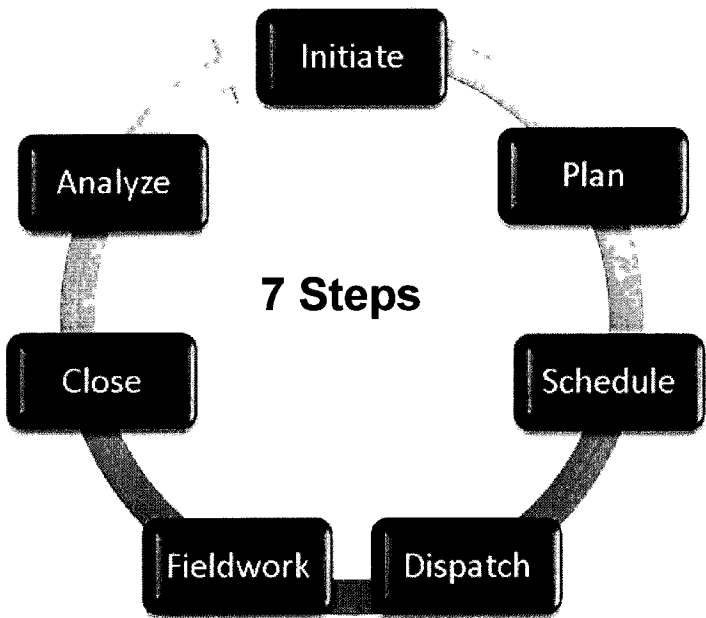 Initiate
Plan
Schedule
Dispatch
Fieldwork
Close
Analyze
7 Steps